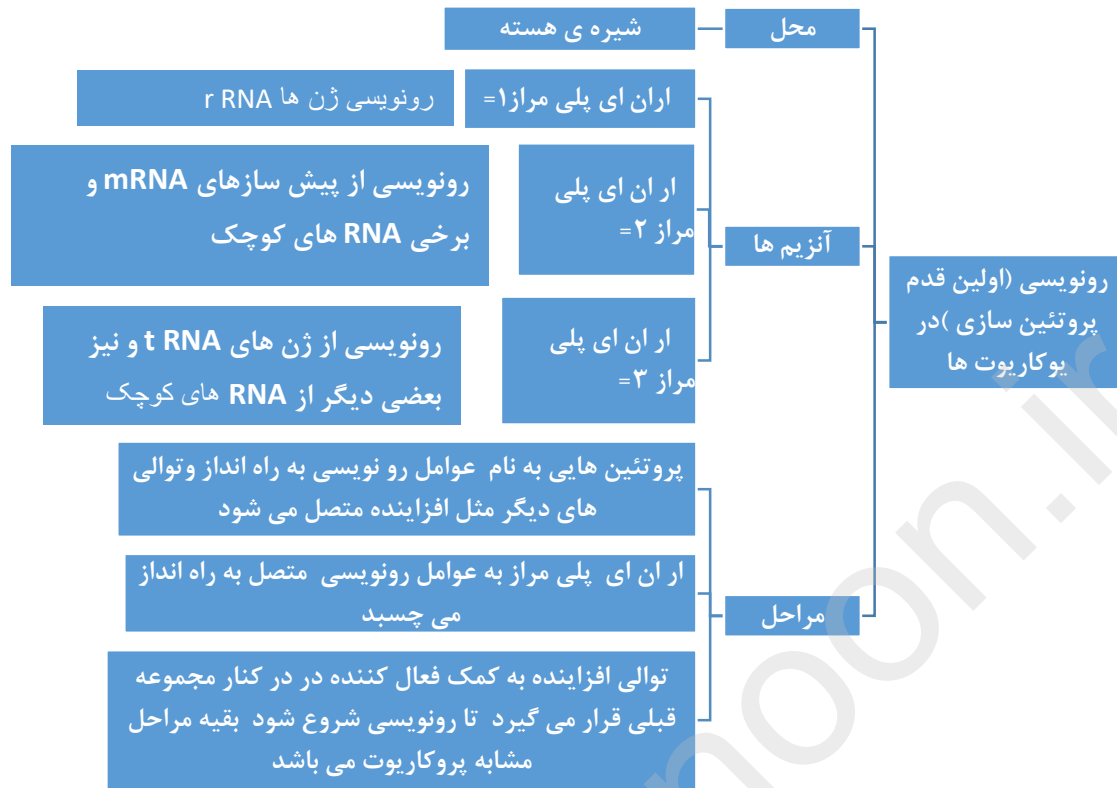 رونویسی (اولین قدم
پروتئین سازی )در
یوکاریوت ها
محل
شیره ی هسته
آنزیم ها
اران ای پلی مراز۱=
رونویسی ژن ها r RNA
ار ان ای پلی
مراز ۲=
رونویسی از پیش سازهای mRNA و
برخی RNA های کوچک
ار ان ای پلی
مراز ۳=
رونویسی از ژن های t RNA و نیز
بعضی دیگر از RNA های کوچک
مراحل
پروتئین هایی به نام عوامل رو نویسی به راه انداز وتوالی
های دیگر مثل افزاینده متصل می شود
ار ان ای پلی مراز به عوامل رونویسی متصل به راه انداز
می چسبد
توالی افزاینده به کمک فعال کننده در در کنار مجموعه
قبلی قرار می گیرد تا رونویسی شروع شود بقیه مراحل
مشابه پروکاریوت می باشد
noon.ir